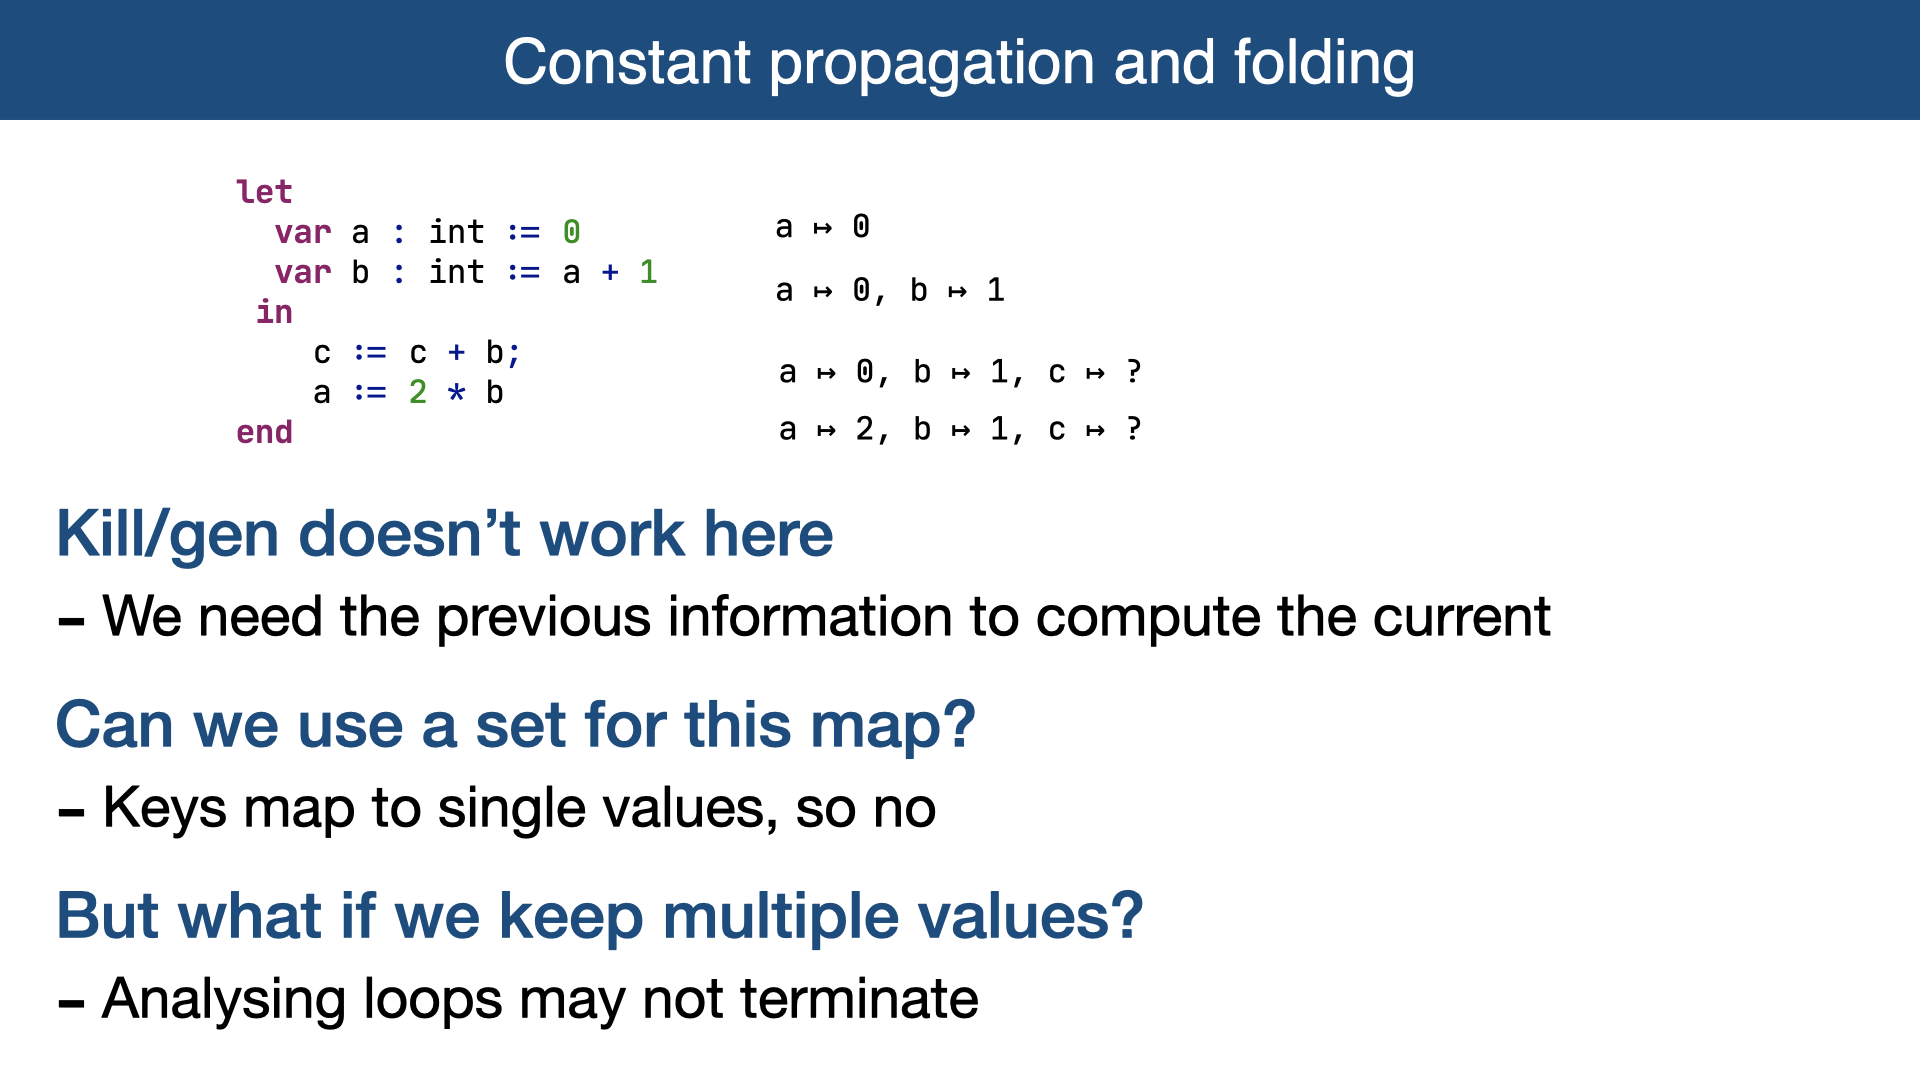 Constant propagation and folding
let
  var a : int := 0
  var b : int := a + 1
 in
    c := c + b;
    a := 2 * b
end
a ↦ 0
a ↦ 0, b ↦ 1
a ↦ 0, b ↦ 1, c ↦ ?
a ↦ 2, b ↦ 1, c ↦ ?
Kill/gen doesn’t work here
– We need the previous information to compute the current
Can we use a set for this map?
– Keys map to single values, so no
But what if we keep multiple values?
– Analysing loops may not terminate